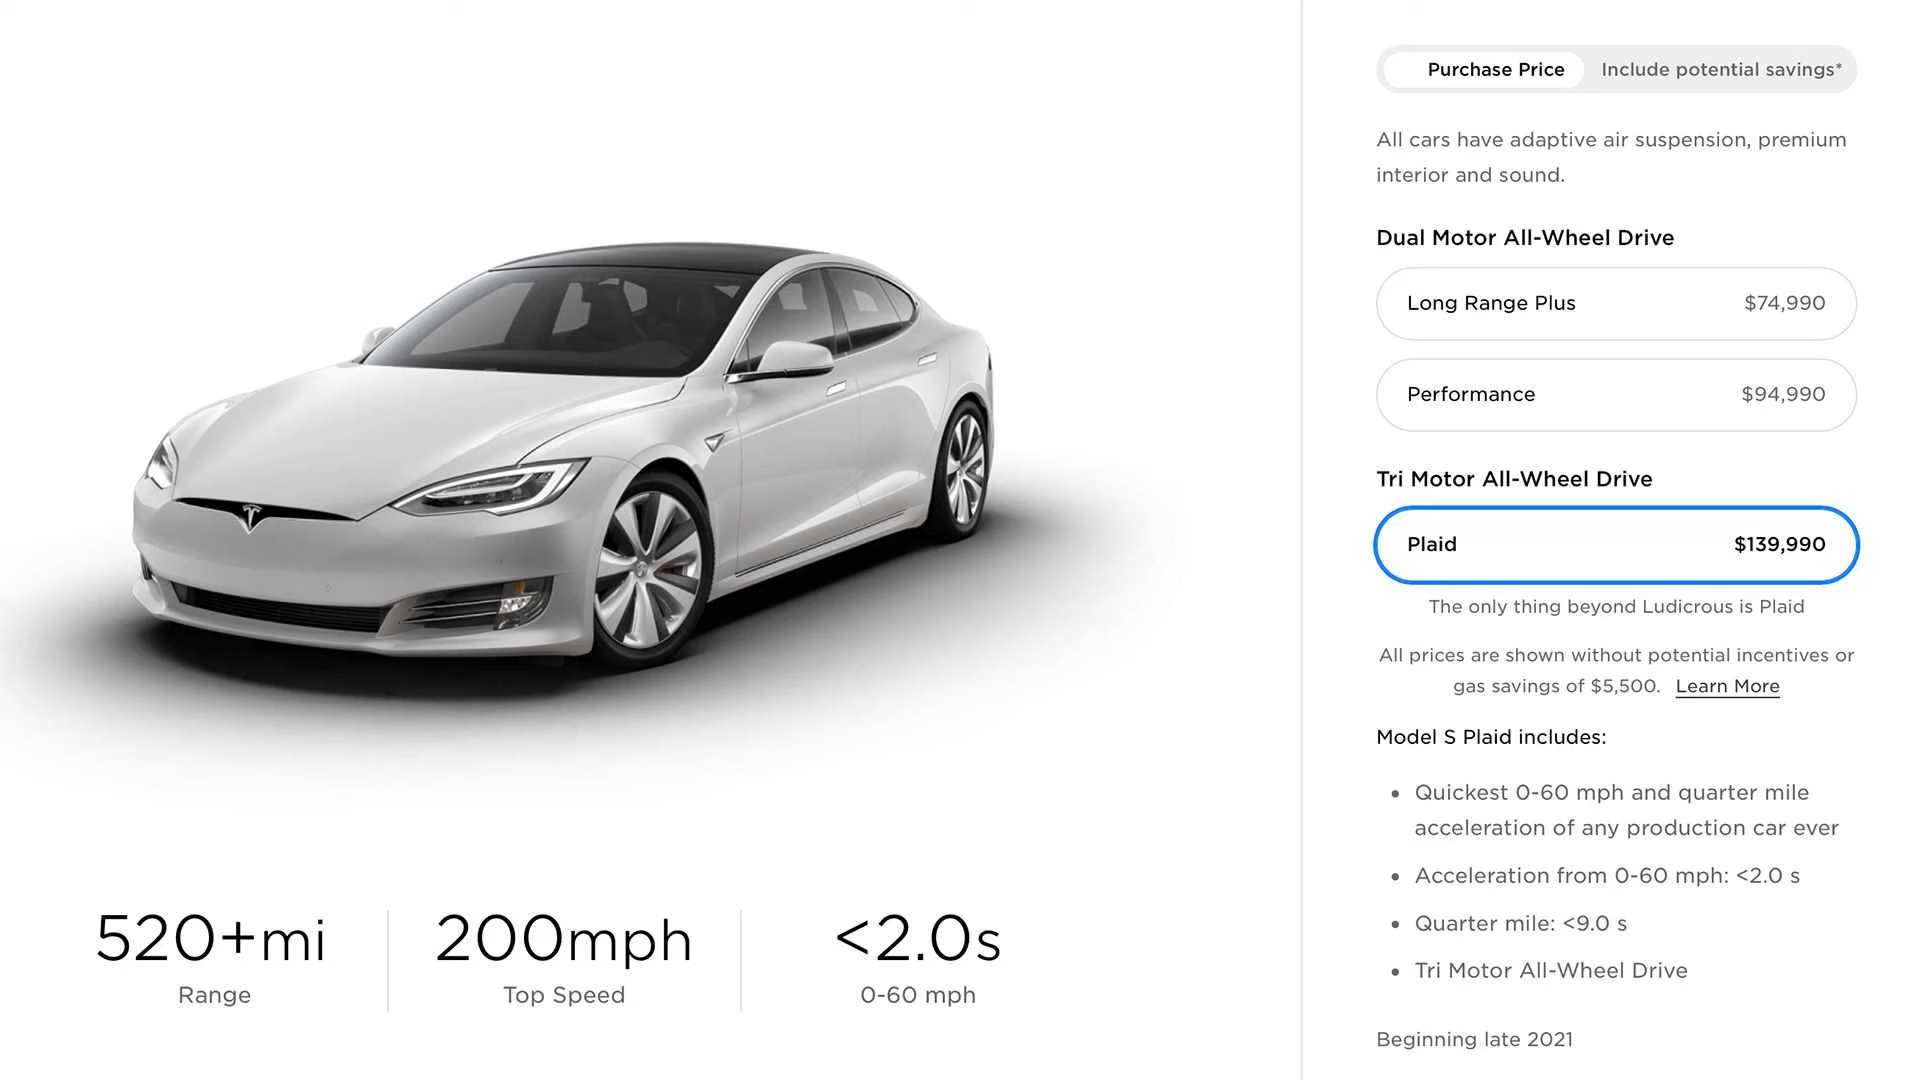 Purchase Price
Include potential savings*
All cars have adaptive air suspension, premium
interior and sound.
Dual Motor All-Wheel Drive
Long Range Plus $74,990
Performance $94,990
Tri Motor All-Wheel Drive
Plaid $139,990
The only thing beyond Ludicrous is Plaid
All prices are shown without potential incentives or
gas savings of $5,500. Learn More
Model S Plaid includes:
• Quickest 0-60 mph and quarter mile
acceleration of any production car ever
• Acceleration from 0-60 mph: <2.0 s
• Quarter mile: <9.0 s
• Tri Motor All-Wheel Drive
Beginning late 2021
520+mi
Range
200mph
Top Speed
<2.0s
0-60 mph